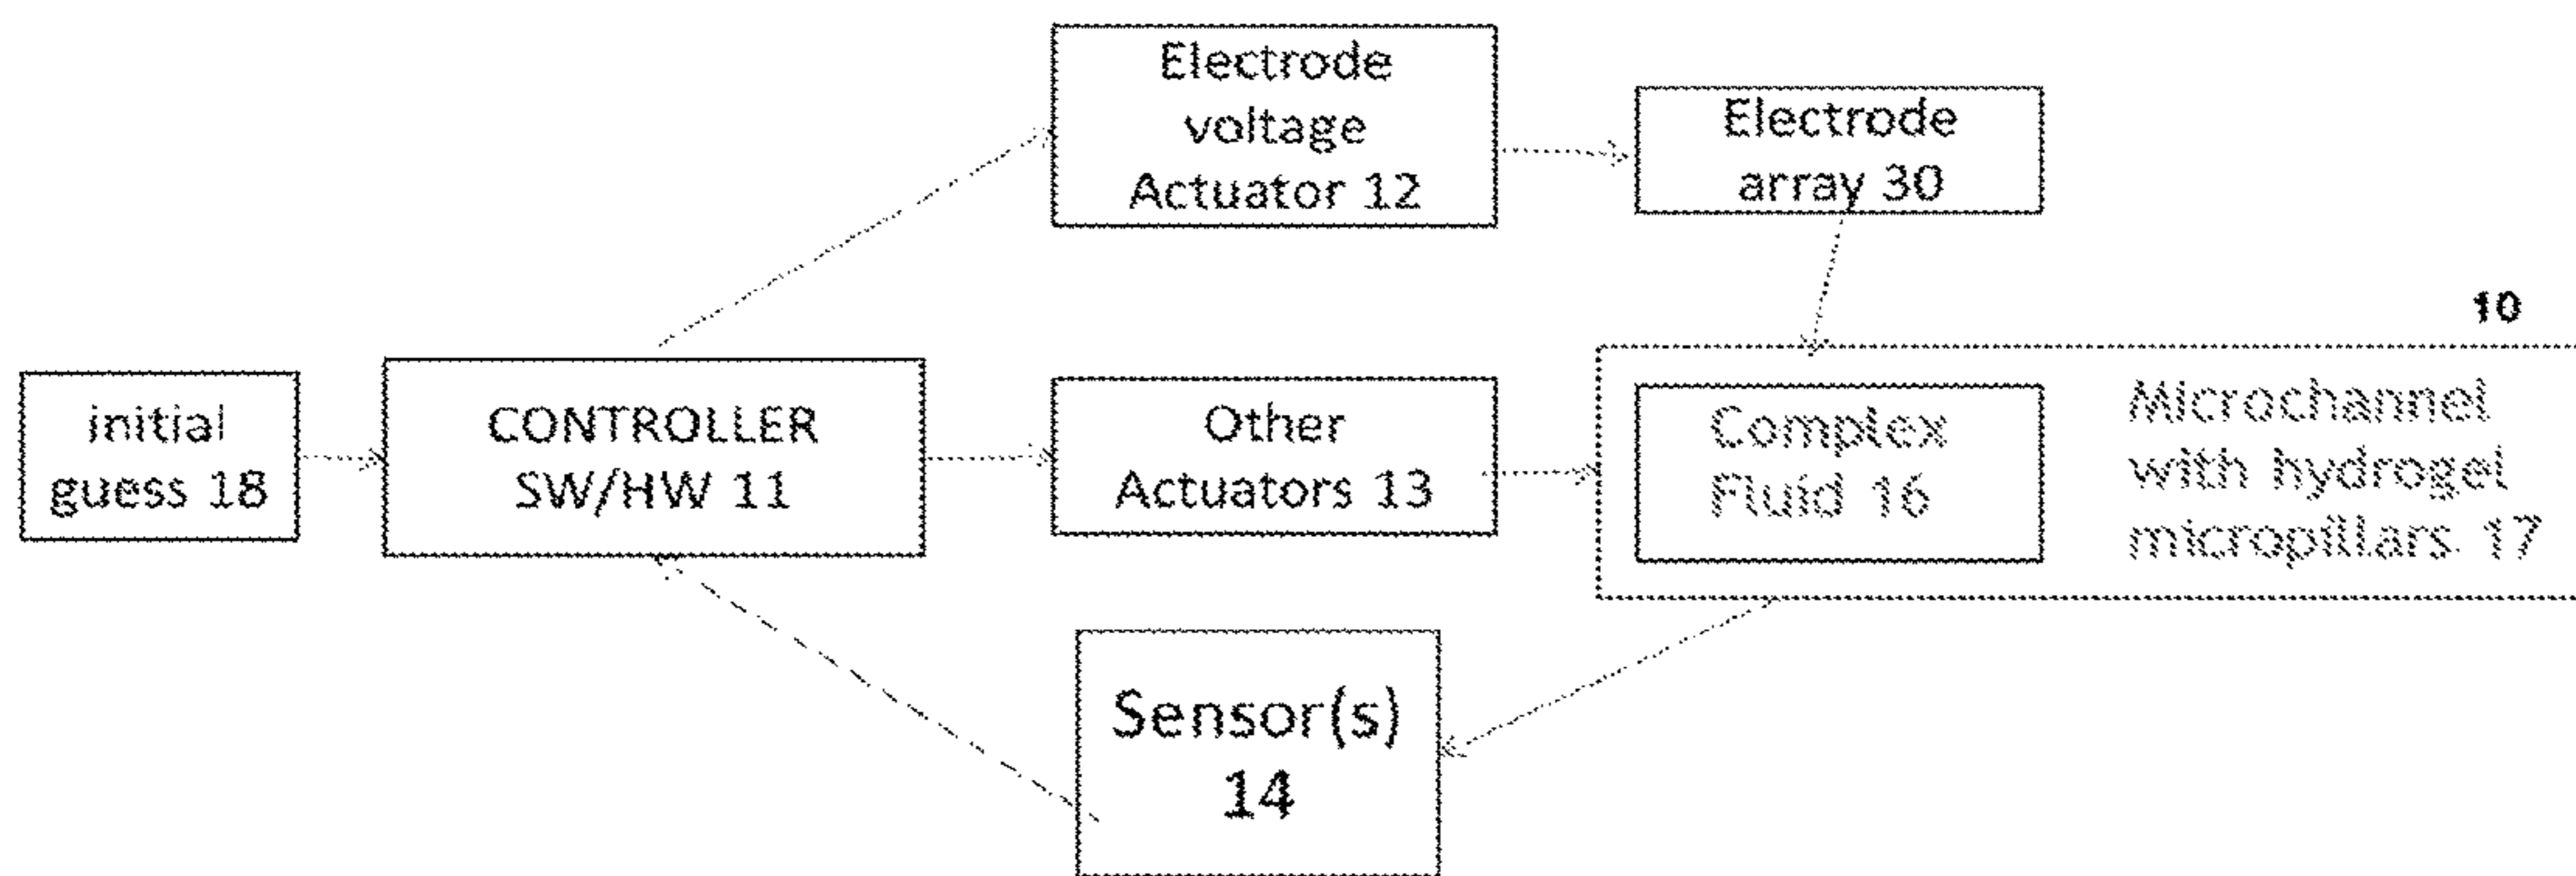 Electrode
voltage
Actuator 12
Electrode
array 30
10
initial
guess 18
CONTROLLER
SW/HW 11
Other
Actuators 13
Complex
Fluid 16
Microchannel
with hydrogel
micropillars 17
Sensor(s)
14